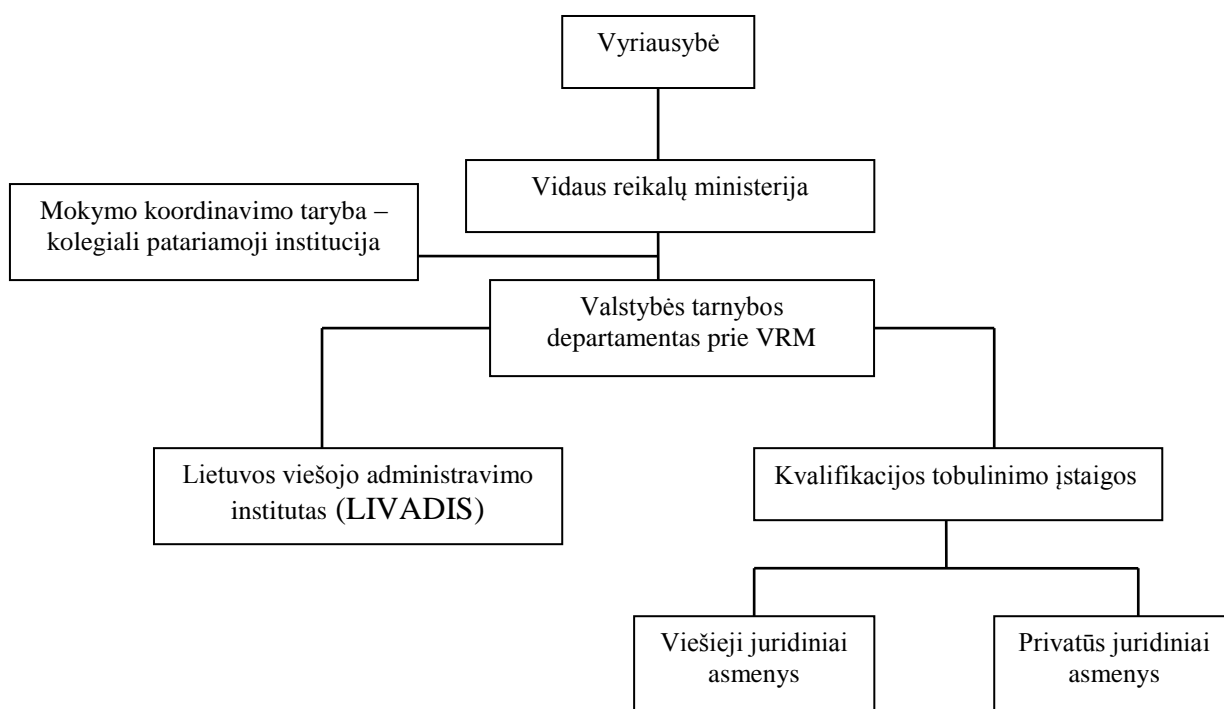 Vyriausybė
Vidaus reikalų ministerija
Mokymo koordinavimo taryba –
kolegiali patariamoji institucija
Valstybės tarnybos
departamentas prie VRM
Lietuvos viešojo administravimo
institutas (LIVADIS)
Kvalifikacijos tobulinimo įstaigos
Viešieji juridiniai
asmenys
Privatūs juridiniai
asmenys